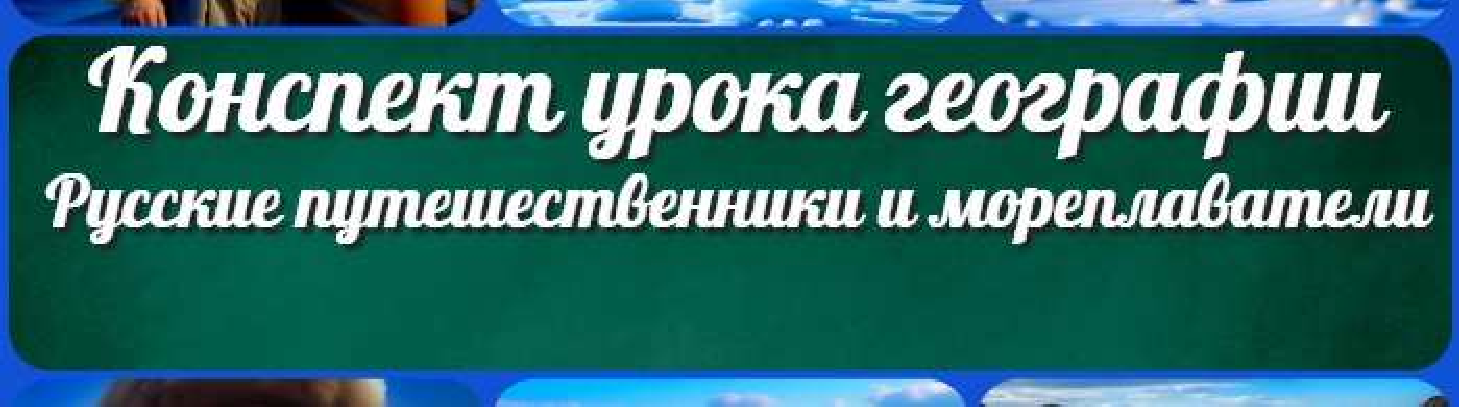 Конспект урока географии
Русские путешественники и мореплаватели